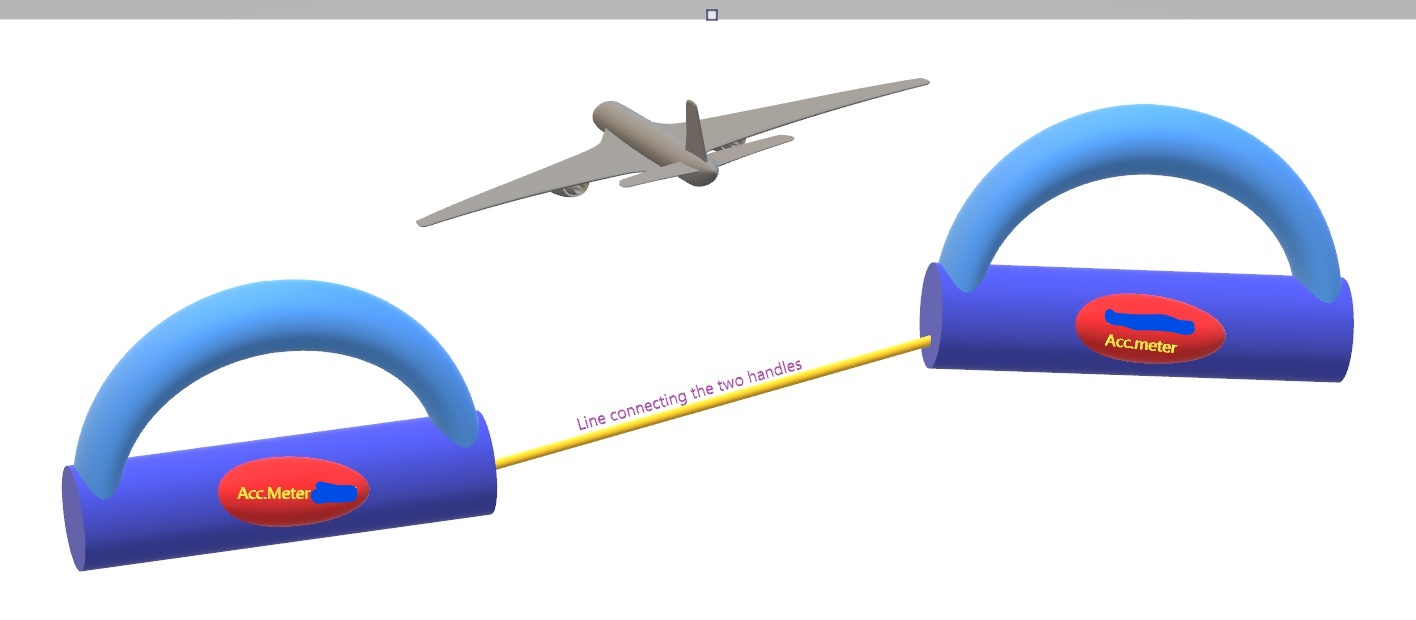 Acc.meter
Line connecting the two handles
Acc.Meter